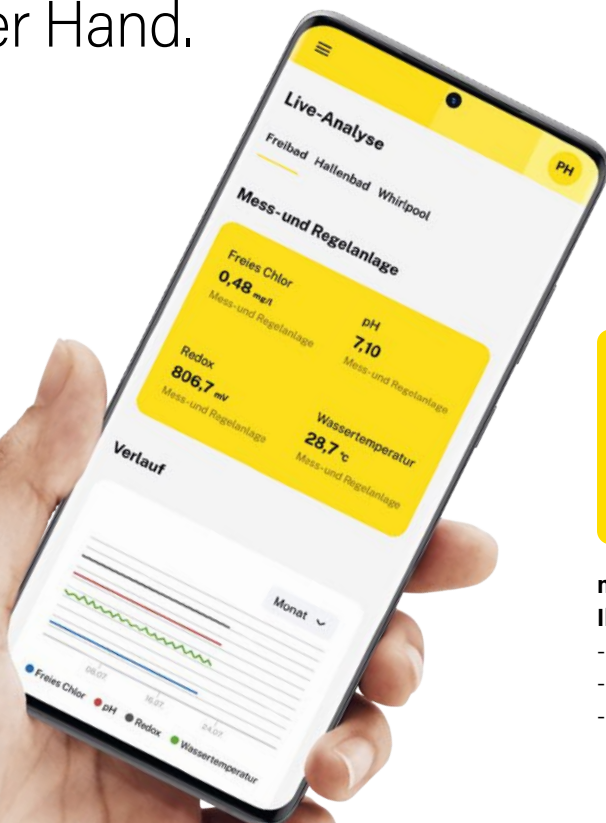 er Hand.
PH
Live-Analyse
Freibad Hallenbad Whirlpool
Mess-und Regelanlage
Freies Chlor
0,48 mg/l
Mess-und Regelanlage
pH
7,10
Mess-und Regelanlage
Redox
806,7 mV
Mess-und Regelanlage
Wassertemperatur
28,7 °C
Mess-und Regelanlage
Verlauf
Monat
08.07. 16.07. 24.07.
Freies Chlor pH Redox Wassertemperatur
-
-
-